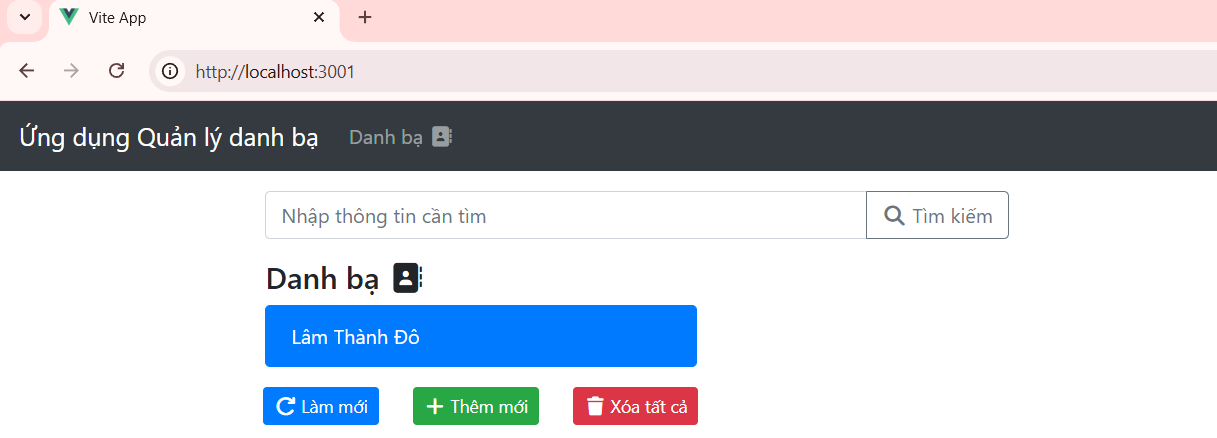 Vite App
http://localhost:3001
Ứng dụng Quản lý danh bạ Danh bạ
Nhập thông tin cần tìm Tìm kiếm
Danh bạ
Lâm Thành Đô
Làm mới Thêm mới Xóa tất cả